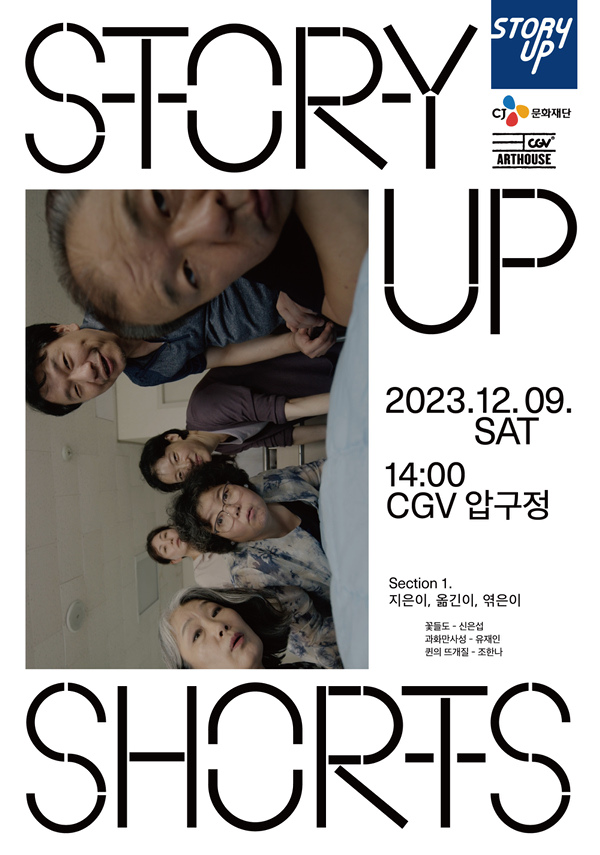 STORY
STORY
UP
CJ 문화재단
CGV
ARTHOUSE
UP
2023.12.09.
SAT
14:00
CGV 압구정
Section 1.
지은이, 옮긴이, 엮은이
꽃들도 - 신은섭
과화만사성 - 유재인
퀸의 뜨개질 - 조한나
SHORTS